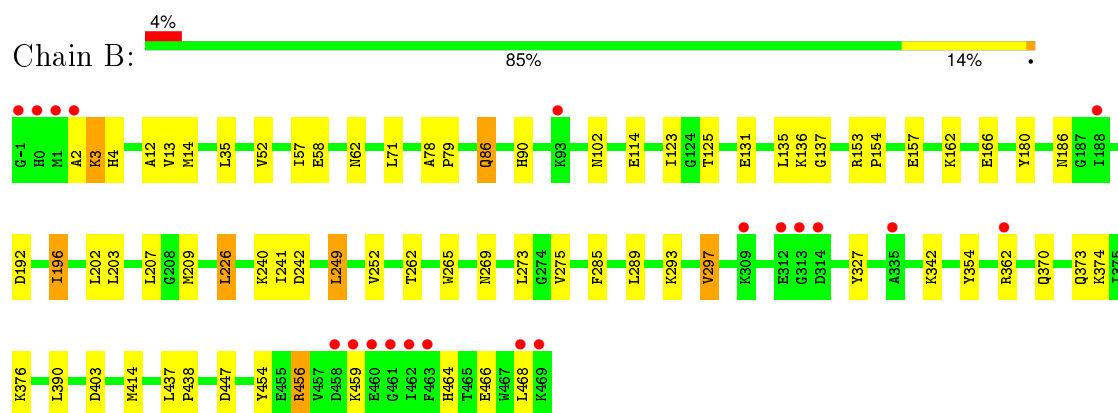 4%
Chain B:
85% 14% •
G-1 H0 M1 A2 K3 H4 A12 V13 M14 L35 V52 I57 E58 N62 L71 A78 P79 Q86 H90 K93 N102 E114 I123 G124 T125 E131 L135 K136 G137 R153 P154 E157 K162 E166 Y180 N186 G187 I188
D192 I196 L202 L203 L207 G208 M209 L226 K240 I241 D242 L249 V252 T262 W265 N269 L273 G274 V275 F285 L289 K293 V297 K309 E312 G313 D314 Y327 A335 K342 Y354 R362 Q370 Q373 K374 I375
K376 L390 D403 M414 L437 P438 D447 Y454 E455 R456 V457 D458 K459 E460 G461 I462 F463 H464 T465 E466 W467 L468 K469